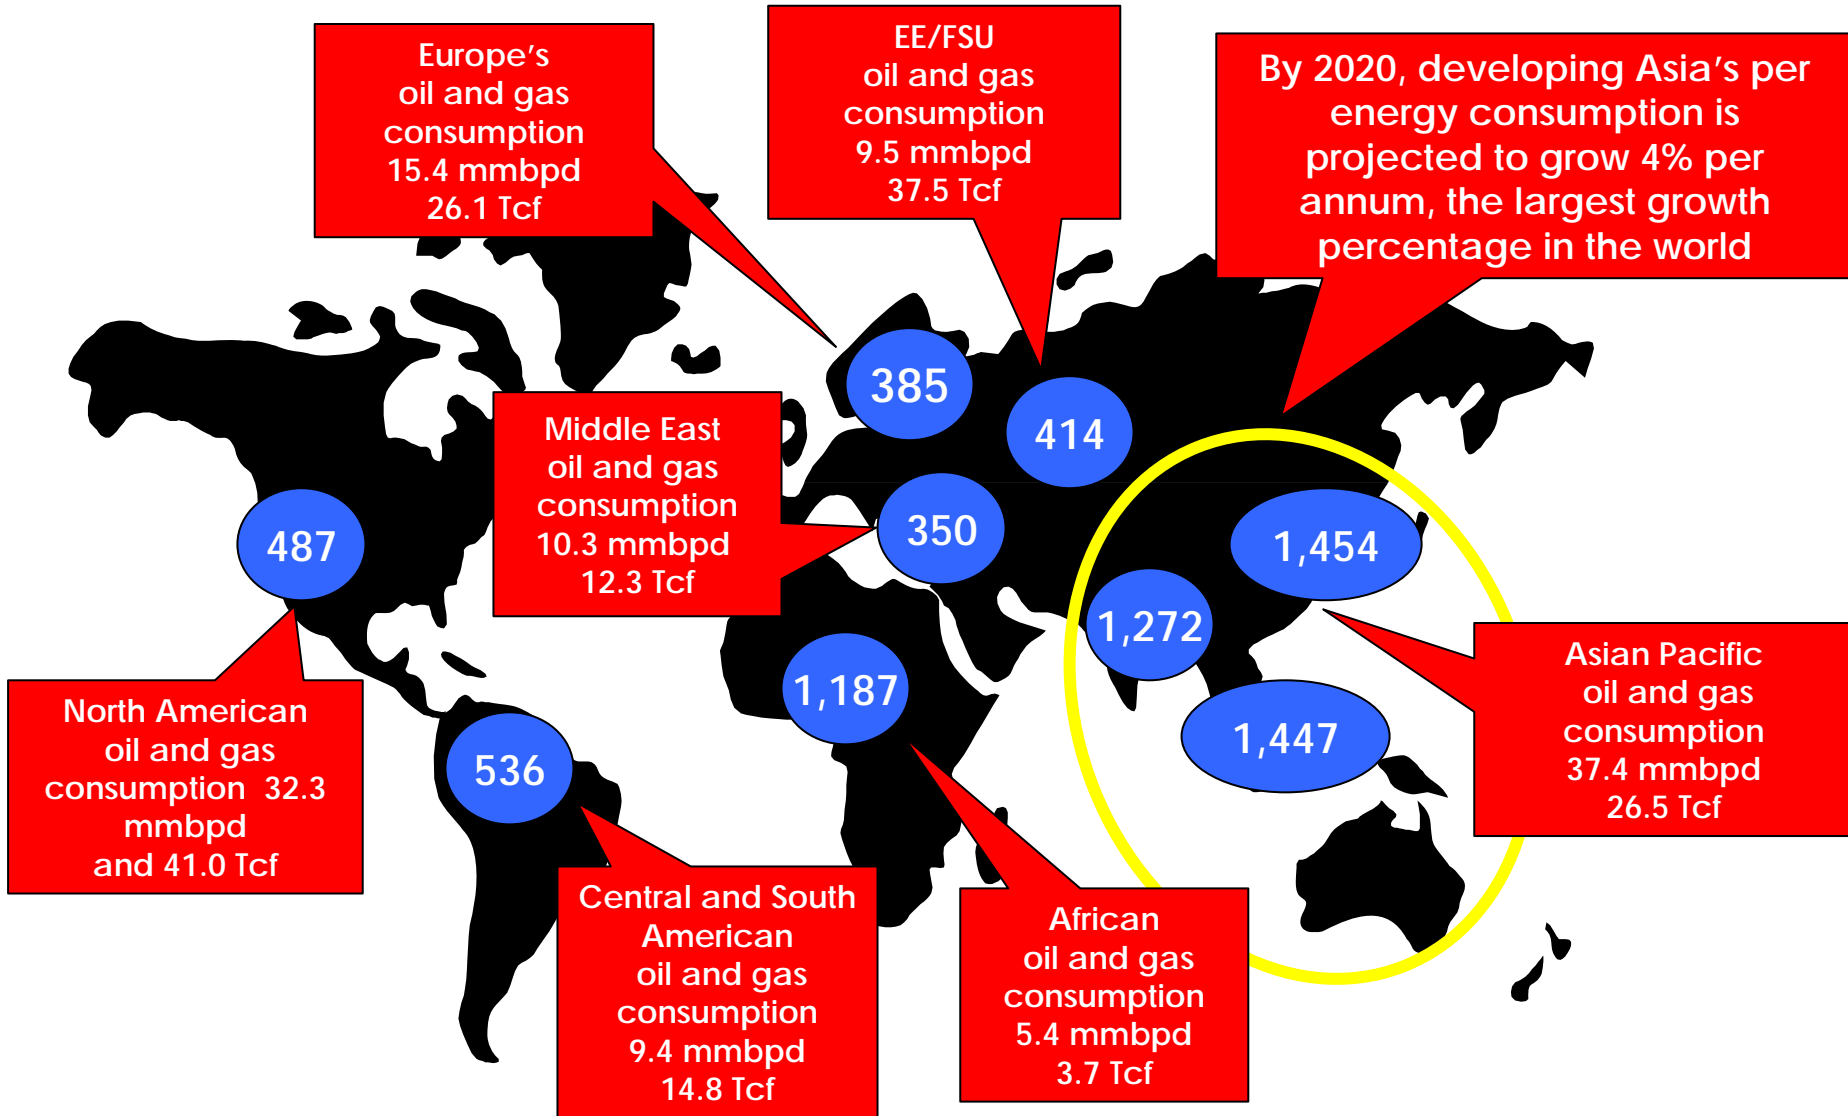 Europe's
oil and gas
consumption
15.4 mmbpd
26.1 Tcf
EE/FSU
oil and gas
consumption
9.5 mmbpd
37.5 Tcf
By 2020, developing Asia's per
energy consumption is
projected to grow 4% per
annum, the largest growth
percentage in the world
385
414
Middle East
oil and gas
consumption
10.3 mmbpd
12.3 Tcf
350
487
1,454
1,272
1,187
1,447
536
North American
oil and gas
consumption 32.3
mmbpd
and 41.0 Tcf
Asian Pacific
oil and gas
consumption
37.4 mmbpd
26.5 Tcf
Central and South
American
oil and gas
consumption
9.4 mmbpd
14.8 Tcf
African
oil and gas
consumption
5.4 mmbpd
3.7 Tcf